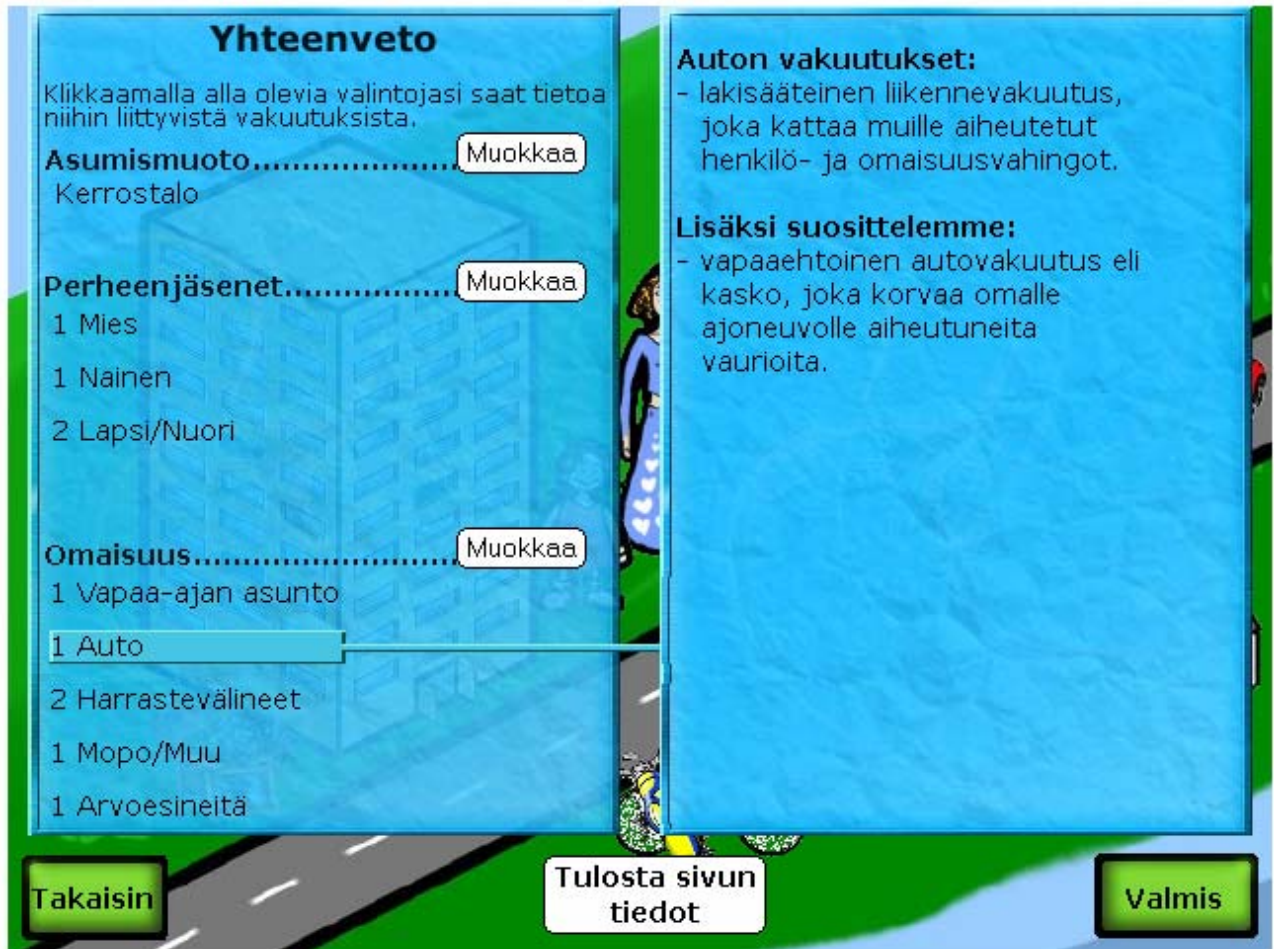 Yhteenveto
Klikkaamalla alla olevia valintojasi saat tietoa
niihin liittyvistä vakuutuksista.
Asumismuoto.................... Muokkaa
Kerrostalo
Perheenjäsenet................. Muokkaa
1 Mies
1 Nainen
2 Lapsi/Nuori
Omaisuus.......................... Muokkaa
1 Vapaa-ajan asunto
1 Auto
2 Harrastevälineet
1 Mopo/Muu
1 Arvoesineitä
Auton vakuutukset:
- lakisääteinen liikennevakuutus,
joka kattaa muille aiheutetut
henkilö- ja omaisuusvahingot.
Lisäksi suosittelemme:
- vapaaehtoinen autovakuutus eli
kasko, joka korvaa omalle
ajoneuvolle aiheutuneita
vaurioita.
Takaisin
Tulosta sivun
tiedot
Valmis